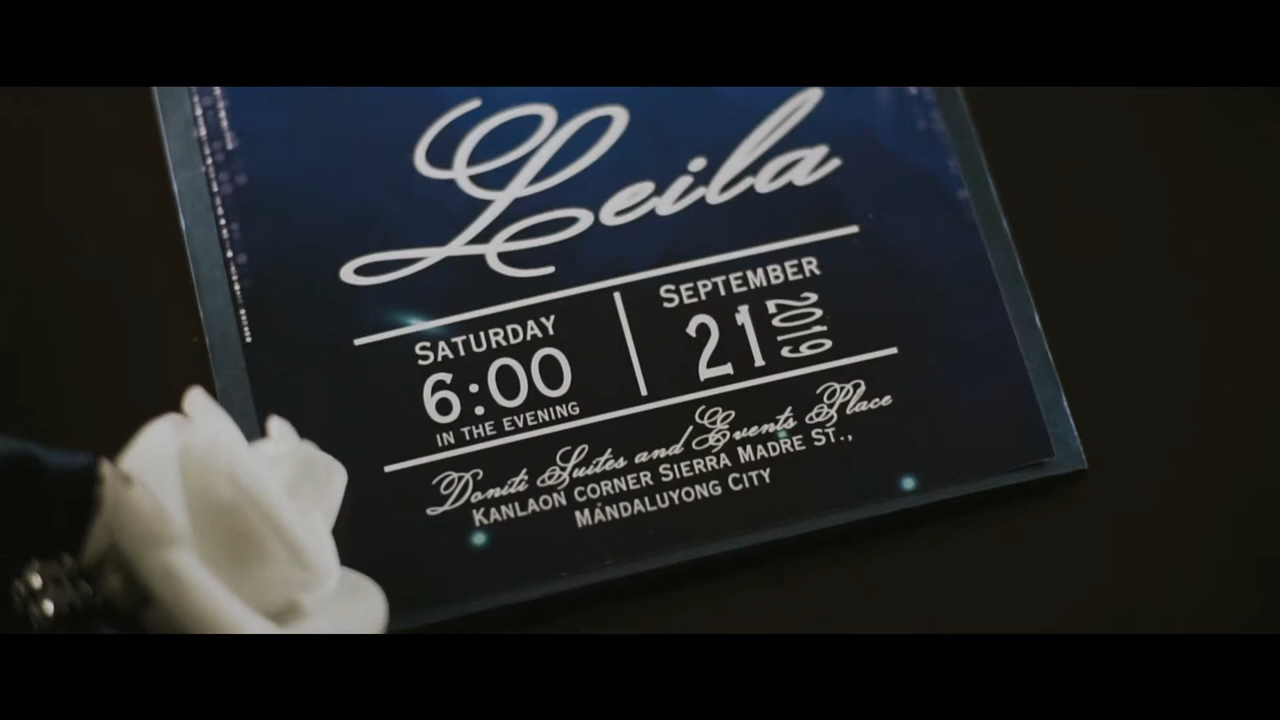 Leila
SATURDAY
6:00
IN THE EVENING
SEPTEMBER
21 2019
Doniti Suites and Events Place
KANLAON CORNER SIERRA MADRE ST.,
MANDALUYONG CITY